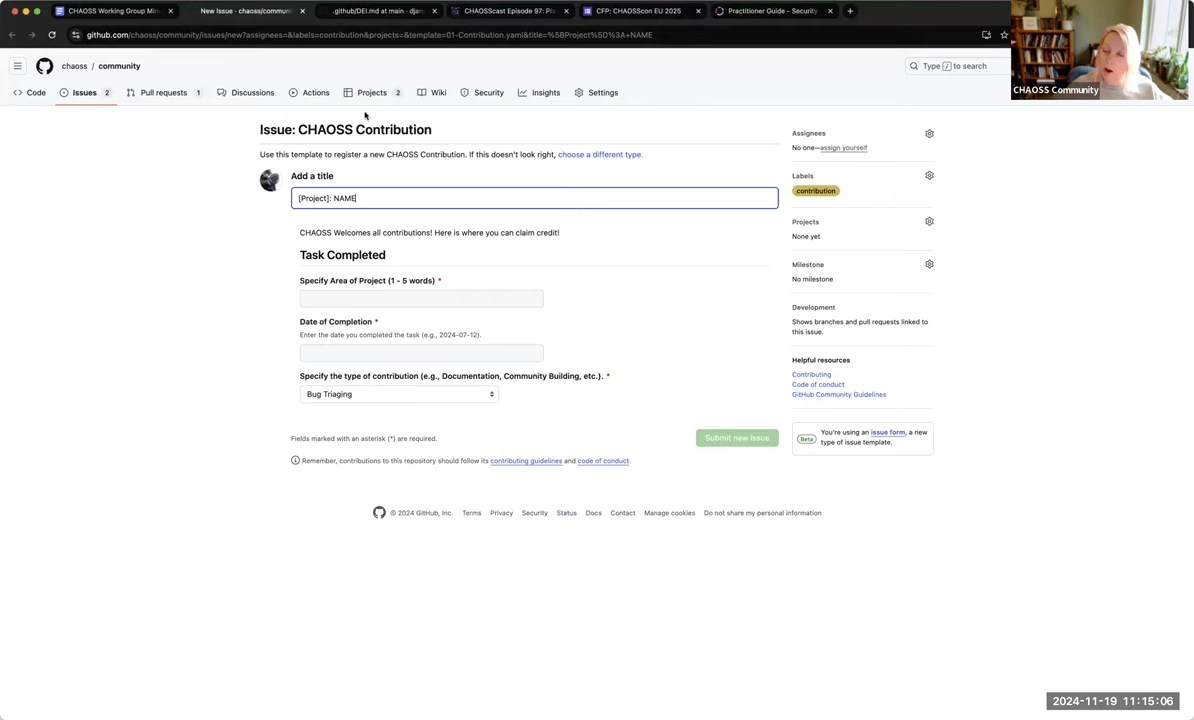 CHAOSS Working Group Min
New Issue · chaoss/commun
.github/DEI.md at main · djan
CHAOSScast Episode 97: Pra
CFP: CHAOSScon EU 2025
Practitioner Guide - Security
github.com/chaoss/community/issues/new?assignees=&labels=contribution&projects=&template=01-Contribution.yaml&title=%5BProject%5D%3A+NAME
chaoss / community
Type / to search
CHAOSS Community
Code
Issues 2
Pull requests 1
Discussions
Actions
Projects 2
Wiki
Security
Insights
Settings
Issue: CHAOSS Contribution
Use this template to register a new CHAOSS Contribution. If this doesn't look right, choose a different type.
Add a title
[Project]: NAME
CHAOSS Welcomes all contributions! Here is where you can claim credit!
Task Completed
Specify Area of Project (1 - 5 words) *
Date of Completion *
Enter the date you completed the task (e.g., 2024-07-12).
Specify the type of contribution (e.g., Documentation, Community Building, etc.). *
Bug Triaging
Fields marked with an asterisk (*) are required.
Submit new issue
Remember, contributions to this repository should follow its contributing guidelines and code of conduct.
Assignees
No one—assign yourself
Labels
contribution
Projects
None yet
Milestone
No milestone
Development
Shows branches and pull requests linked to
this issue.
Helpful resources
Contributing
Code of conduct
GitHub Community Guidelines
Beta
You're using an issue form, a new
type of issue template.
© 2024 GitHub, Inc.
Terms
Privacy
Security
Status
Docs
Contact
Manage cookies
Do not share my personal information
2024-11-19 11:15:06